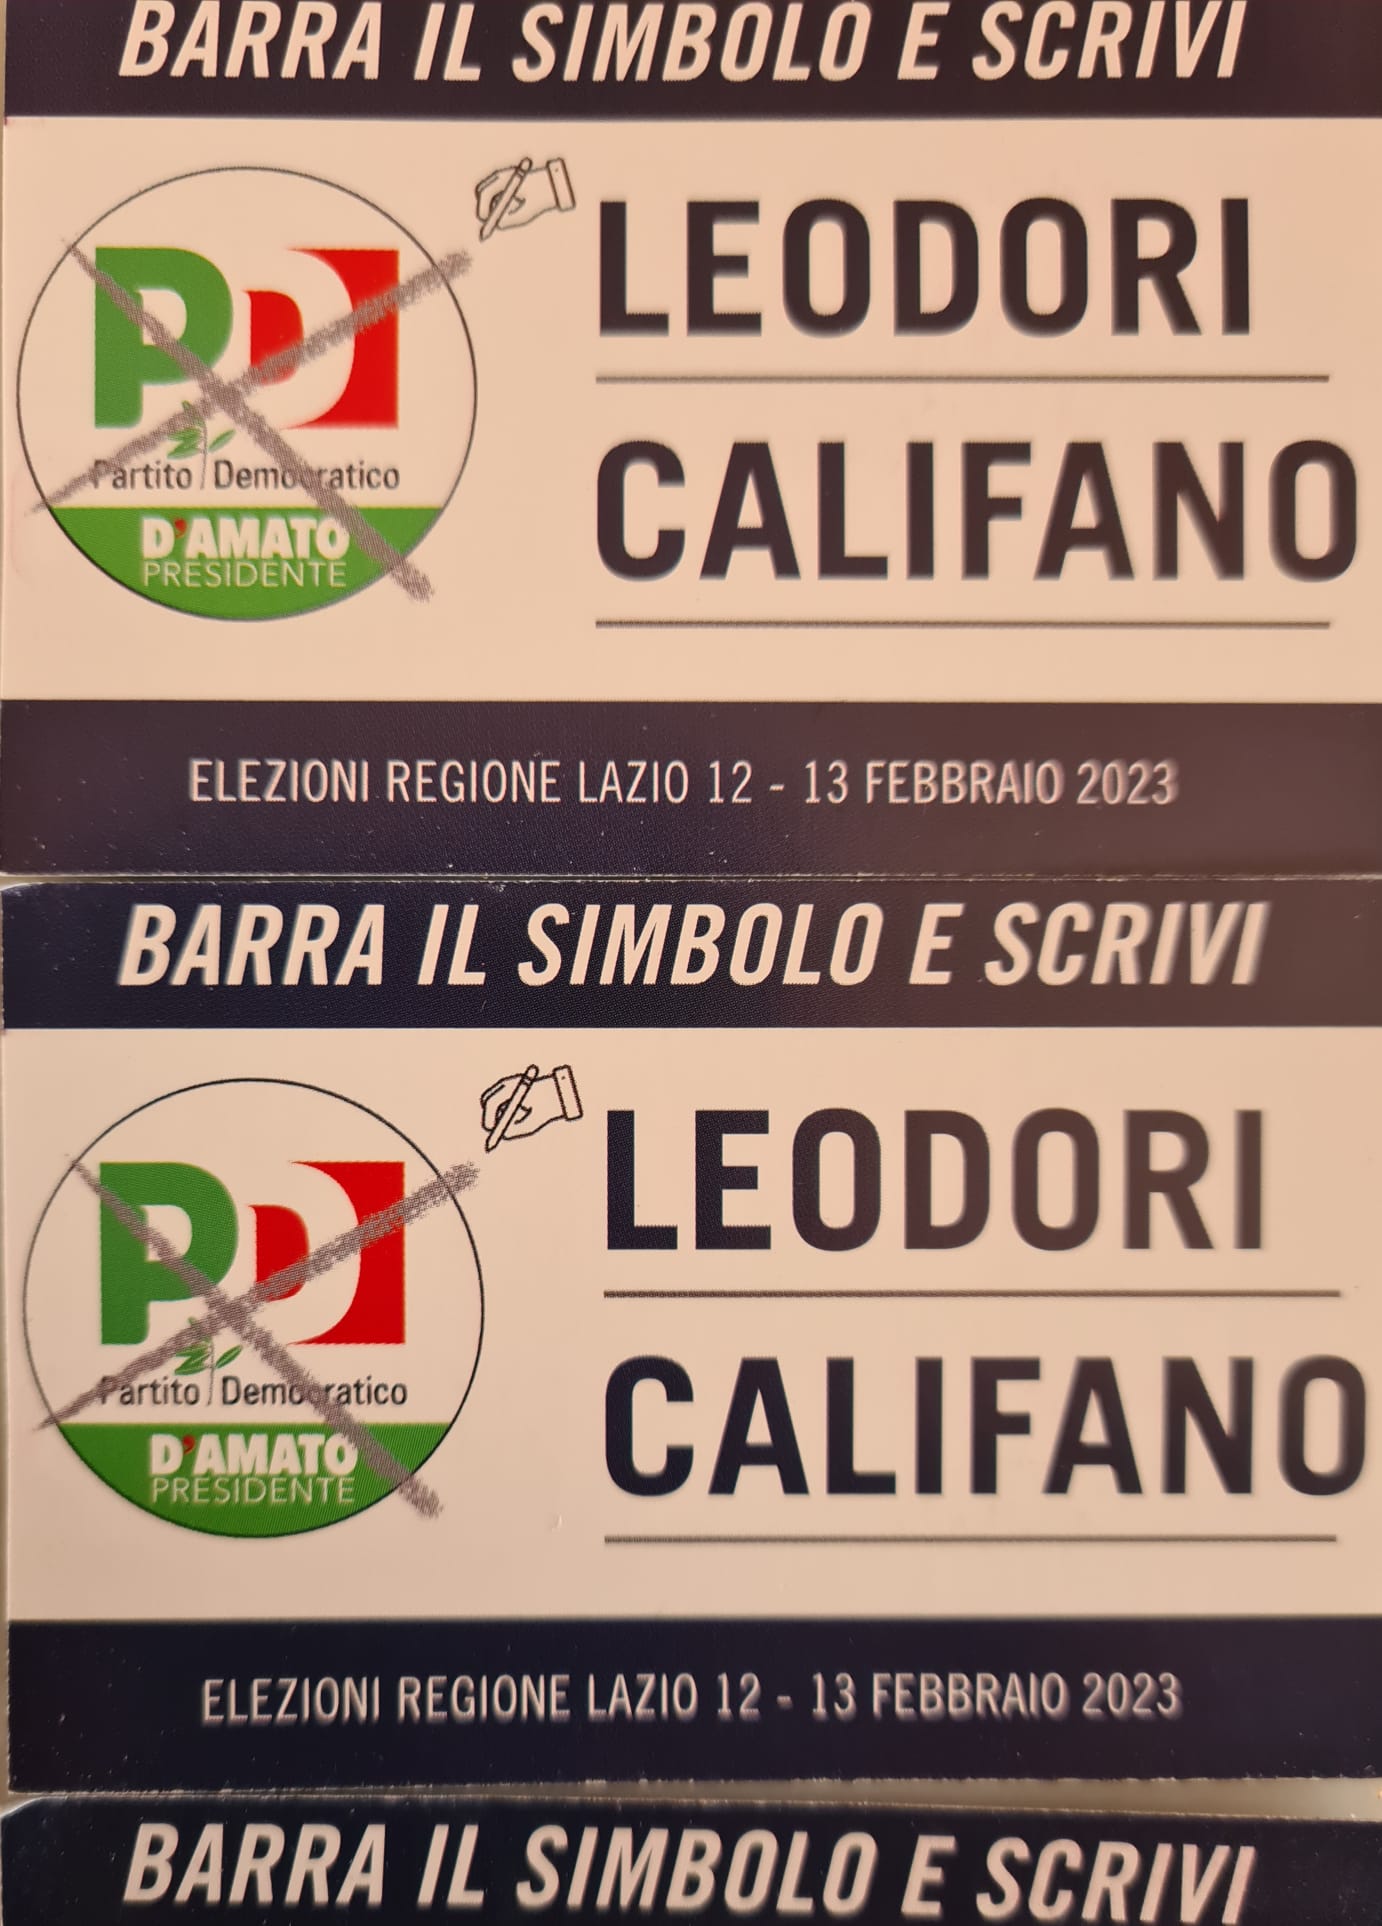 BARRA IL SIMBOLO E SCRIVI
PD
Partito Democratico
D'AMATO
PRESIDENTE
LEODORI
CALIFANO
ELEZIONI REGIONE LAZIO 12 - 13 FEBBRAIO 2023
BARRA IL SIMBOLO E SCRIVI
PD
Partito Democratico
D'AMATO
PRESIDENTE
LEODORI
CALIFANO
ELEZIONI REGIONE LAZIO 12 - 13 FEBBRAIO 2023
BARRA IL SIMBOLO E SCRIVI